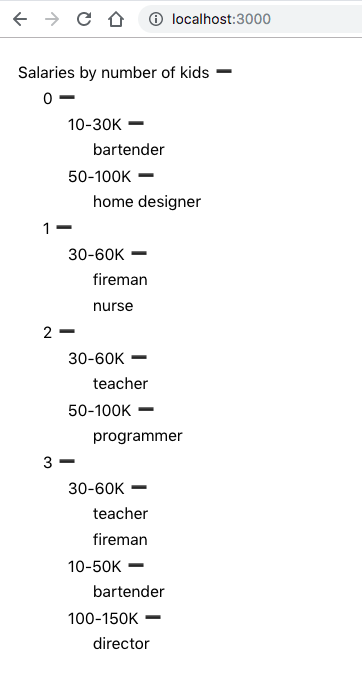 localhost:3000
Salaries by number of kids ➖
0 ➖
10-30K ➖
bartender
50-100K ➖
home designer
1 ➖
30-60K ➖
fireman
nurse
2 ➖
30-60K ➖
teacher
50-100K ➖
programmer
3 ➖
30-60K ➖
teacher
fireman
10-50K ➖
bartender
100-150K ➖
director